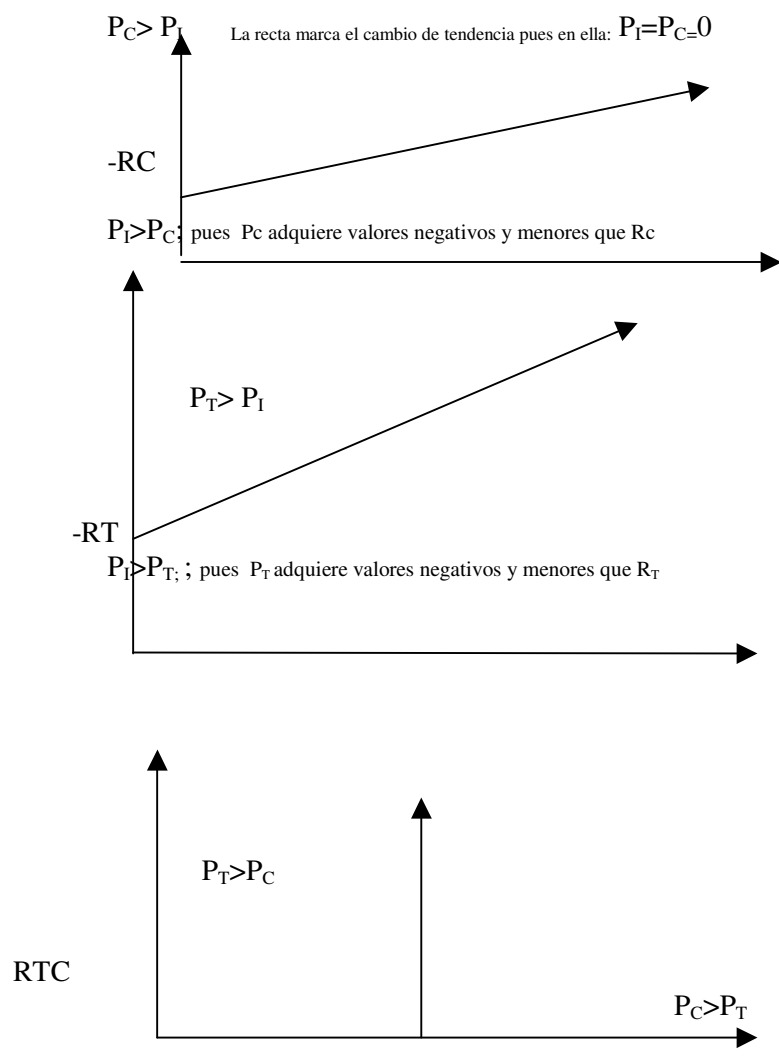 P_C> P_I La recta marca el cambio de tendencia pues en ella: P_I=P_C=0
-RC
P_I>P_C; pues Pc adquiere valores negativos y menores que Rc
P_T> P_I
-RT
P_I>P_T; ; pues P_T adquiere valores negativos y menores que R_T
P_T>P_C
RTC
P_C>P_T